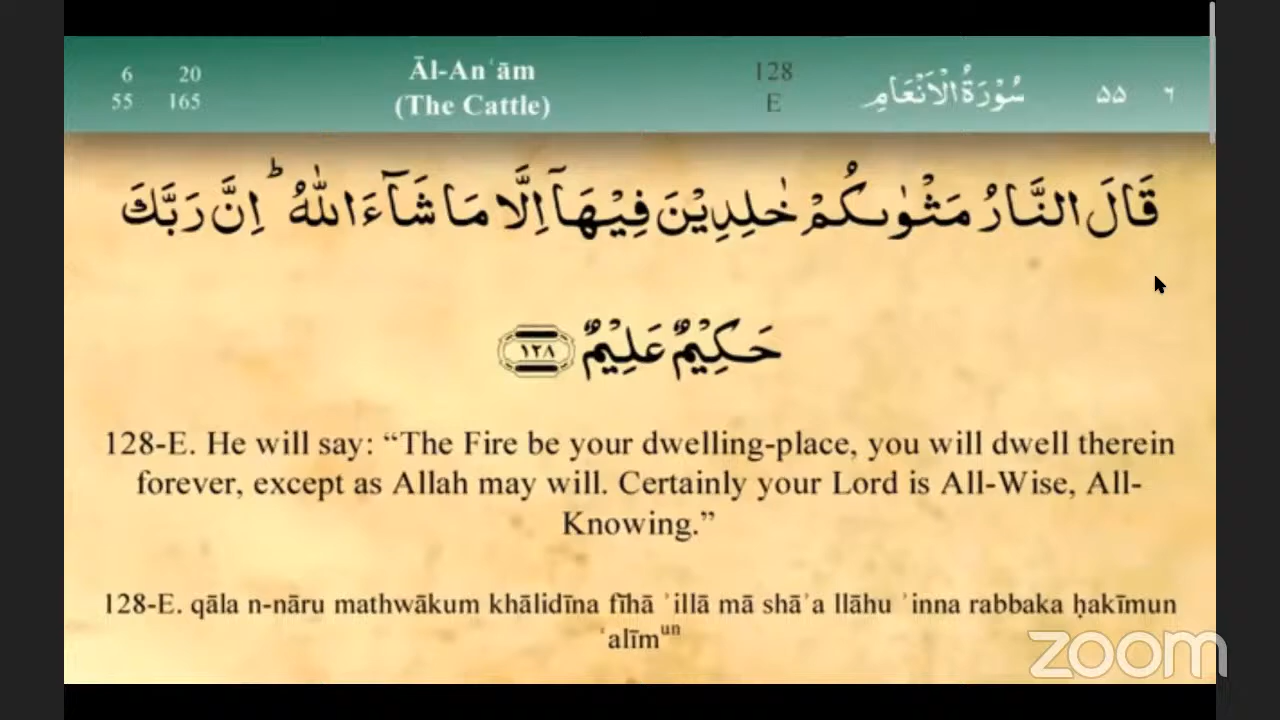 6 20 Āl-Anʿām 128 سُوْرَةُ الْاَنْعَامِ ۵۵ ٦
55 165 (The Cattle) E
قَالَ النَّارُ مَثْوٰىكُمْ خٰلِدِيْنَ فِيْهَآ اِلَّا مَا شَآءَ اللّٰهُ ؕ اِنَّ رَبَّكَ
حَكِيْمٌ عَلِيْمٌ ١٢٨
128-E. He will say: “The Fire be your dwelling-place, you will dwell therein
forever, except as Allah may will. Certainly your Lord is All-Wise, All-
Knowing.”
128-E. qāla n-nāru mathwākum khālidīna fīhā ʾillā mā shāʾa llāhu ʾinna rabbaka ḥakīmun
ʿalīmun
zoom